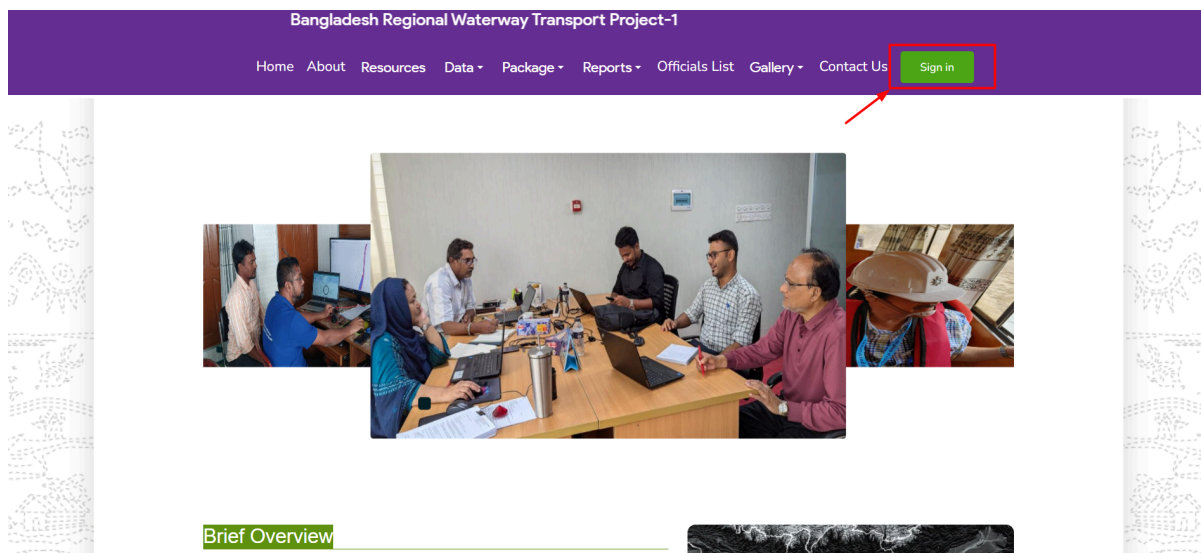 Bangladesh Regional Waterway Transport Project-1
Home About Resources Data Package Reports Officials List Gallery Contact Us Sign in
Brief Overview